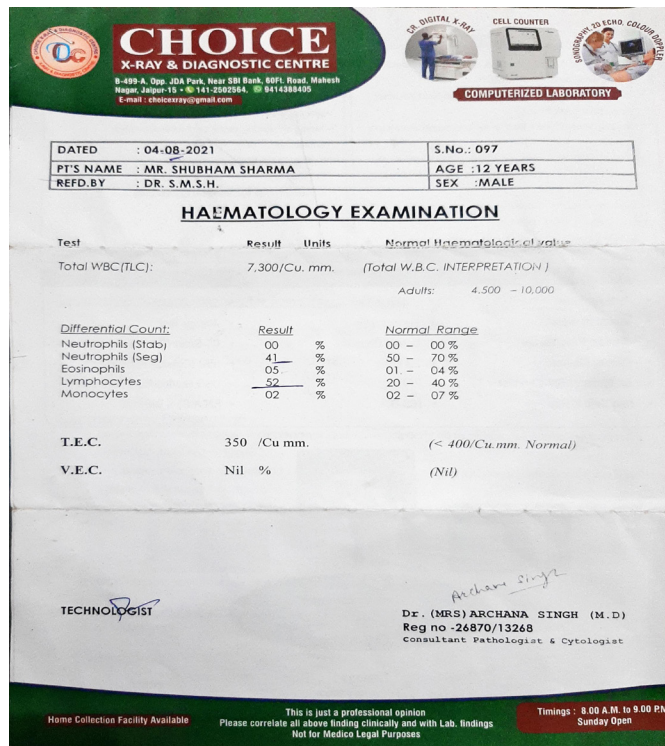 CHOICE X-RAY & DIAGNOSTIC CENTRE
CHOICE
X-RAY & DIAGNOSTIC CENTRE
B-499-A, Opp. JDA Park, Near SBI Bank, 60Ft. Road. Mahesh
Nagar, Jaipur-15 • 141-2502564, 9414388405
E-mail : choicexray@gmail.com
CR. DIGITAL X-RAY
CELL COUNTER
SONOGRAPHY, 2D ECHO, COLOUR DOPPLER
COMPUTERIZED LABORATORY
DATED : 04-08-2021 S.No.: 097
PT'S NAME : MR. SHUBHAM SHARMA AGE :12 YEARS
REFD.BY : DR. S.M.S.H. SEX :MALE
HAEMATOLOGY EXAMINATION
Test Result Units Normal Haematological value
Total WBC(TLC): 7,300/Cu. mm. (Total W.B.C. INTERPRETATION )
Adults: 4,500 – 10,000
Differential Count: Result Normal Range
Neutrophils (Stab) 00 % 00 – 00 %
Neutrophils (Seg) 41 % 50 – 70 %
Eosinophils 05 % 01 – 04 %
Lymphocytes 52 % 20 – 40 %
Monocytes 02 % 02 – 07 %
T.E.C. 350 /Cu mm. (< 400/Cu.mm. Normal)
V.E.C. Nil % (Nil)
Archana Singh
TECHNOLOGIST
Dr. (MRS) ARCHANA SINGH (M.D)
Reg no -26870/13268
Consultant Pathologist & Cytologist
Home Collection Facility Available
This is just a professional opinion
Please correlate all above finding clinically and with Lab. findings
Not for Medico Legal Purposes
Timings : 8.00 A.M. to 9.00 P.M
Sunday Open